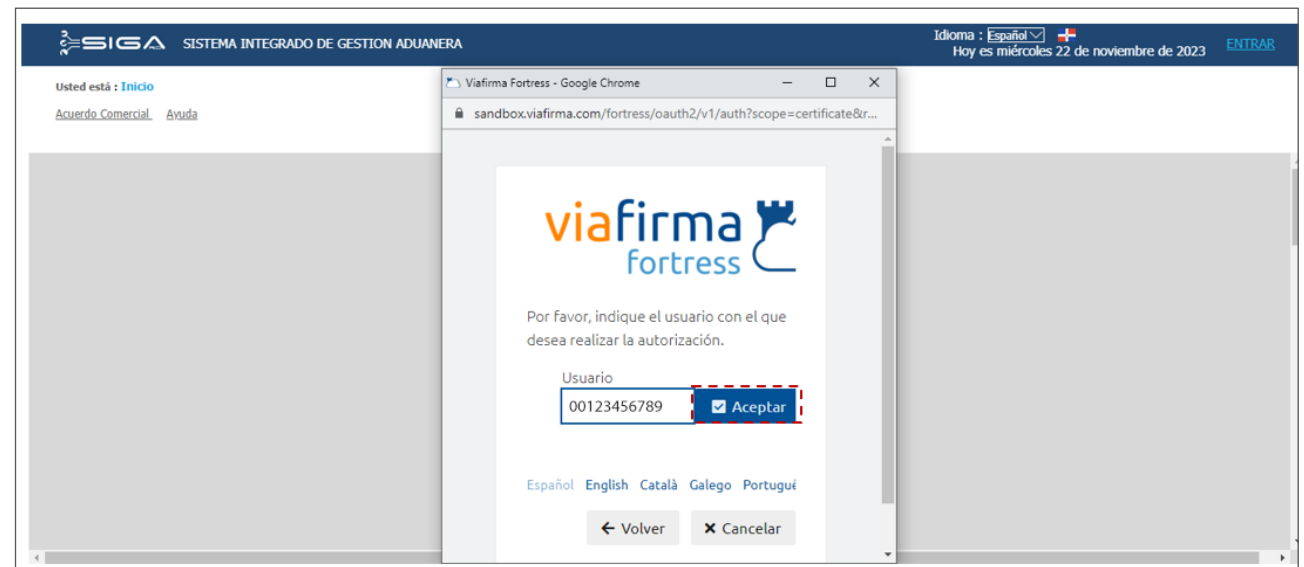 SIGA SISTEMA INTEGRADO DE GESTION ADUANERA
Idioma : Español
Hoy es miércoles 22 de noviembre de 2023
ENTRAR
Usted está : Inicio
Acuerdo Comercial Ayuda
Viafirma Fortress - Google Chrome
sandbox.viafirma.com/fortress/oauth2/v1/auth?scope=certificate&r...
viafirma
fortress
Por favor, indique el usuario con el que
desea realizar la autorización.
Usuario
00123456789 Aceptar
Español English Català Galego Portugué
Volver Cancelar